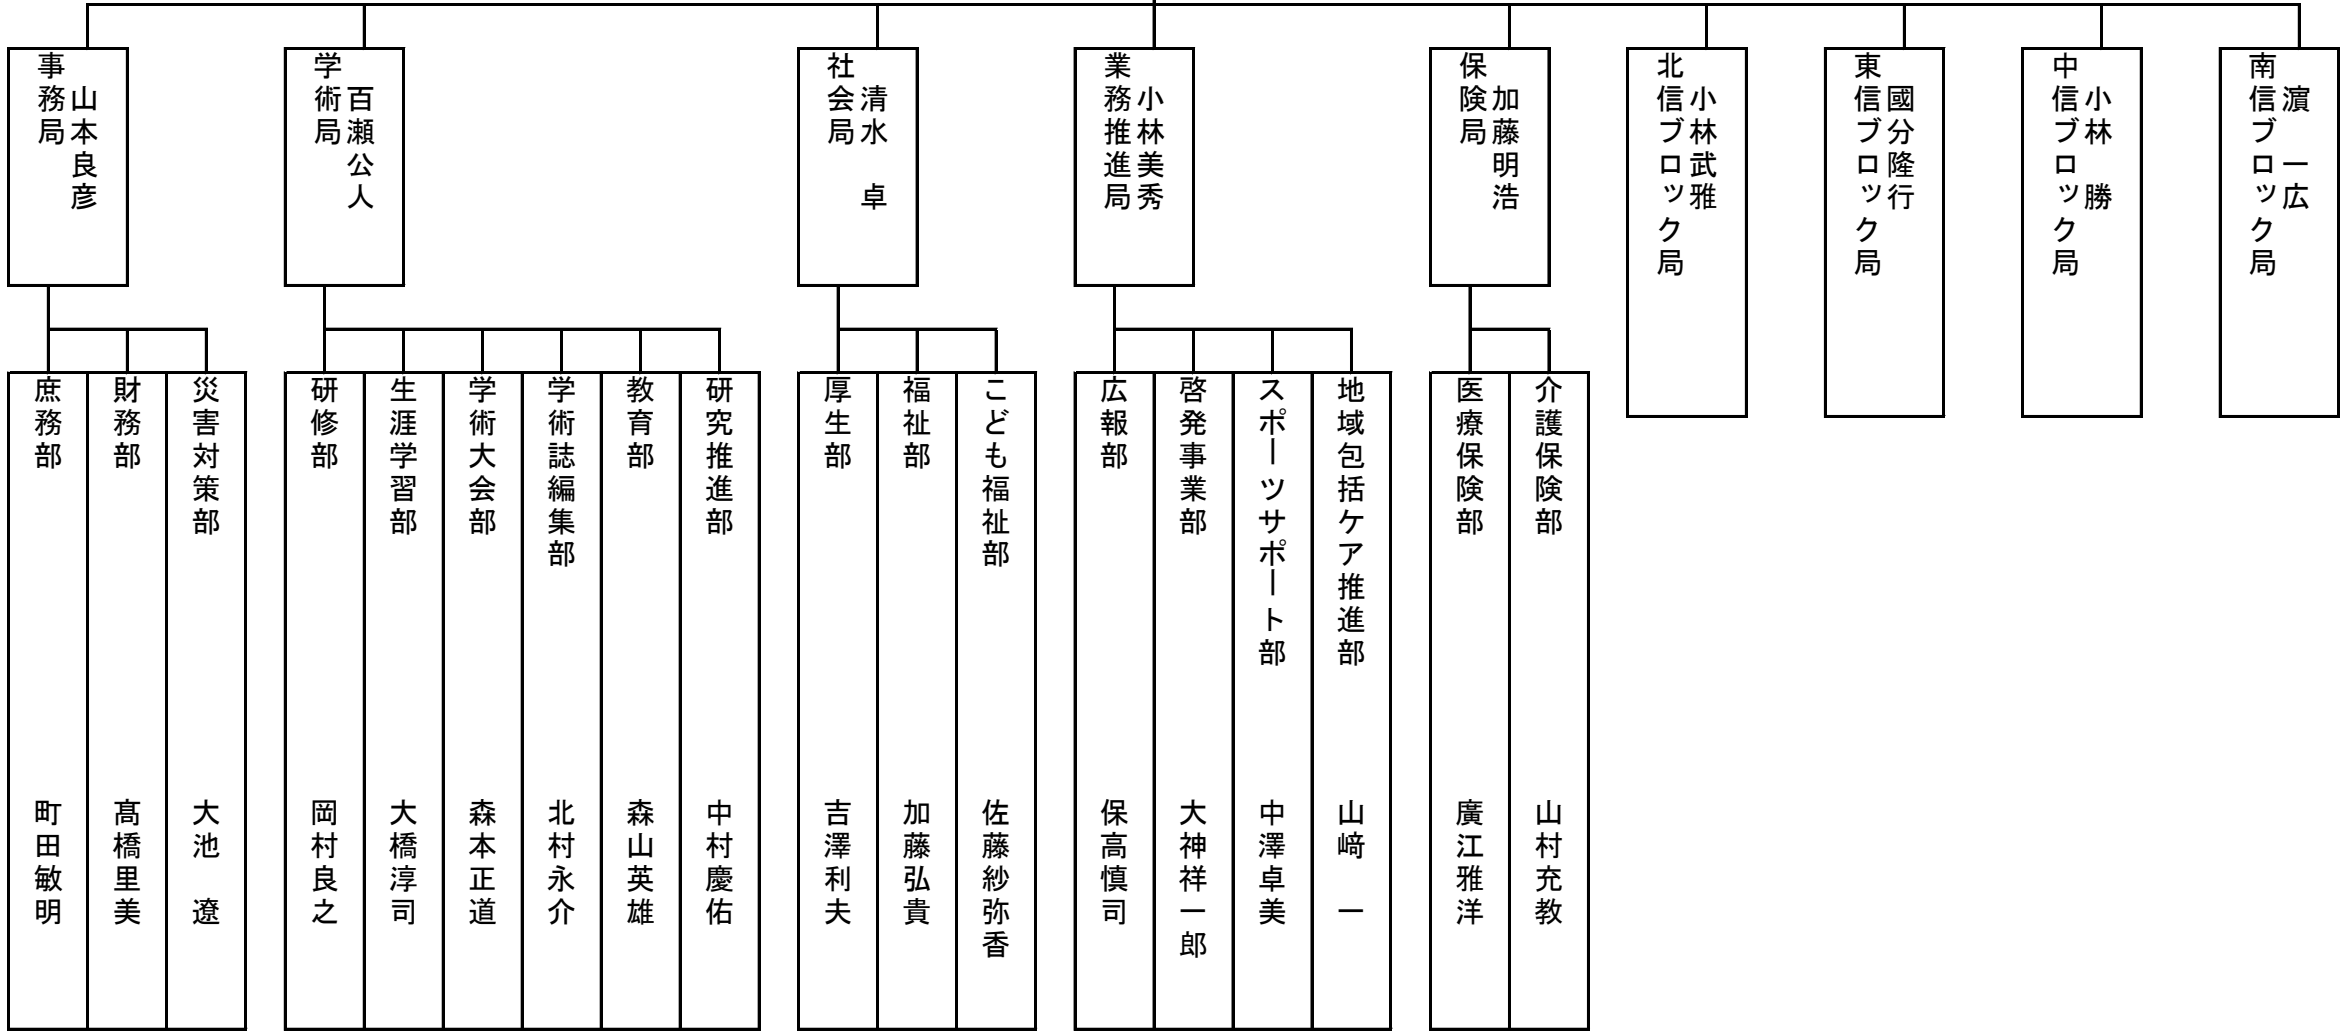 事務局
山本良彦
学術局
百瀬公人
社会局
清水　卓
業務推進局
小林美秀
保険局
加藤明浩
北信ブロック局
小林武雅
東信ブロック局
國分隆行
中信ブロック局
小林　勝
南信ブロック局
濵　一広
庶務部　町田敏明
財務部　髙橋里美
災害対策部　大池　遼
研修部　岡村良之
生涯学習部　大橋淳司
学術大会部　森本正道
学術誌編集部　北村永介
教育部　森山英雄
研究推進部　中村慶佑
厚生部　吉澤利夫
福祉部　加藤弘貴
こども福祉部　佐藤紗弥香
広報部　保高慎司
啓発事業部　大神祥一郎
スポーツサポート部　中澤卓美
地域包括ケア推進部　山﨑　一
医療保険部　廣江雅洋
介護保険部　山村充教